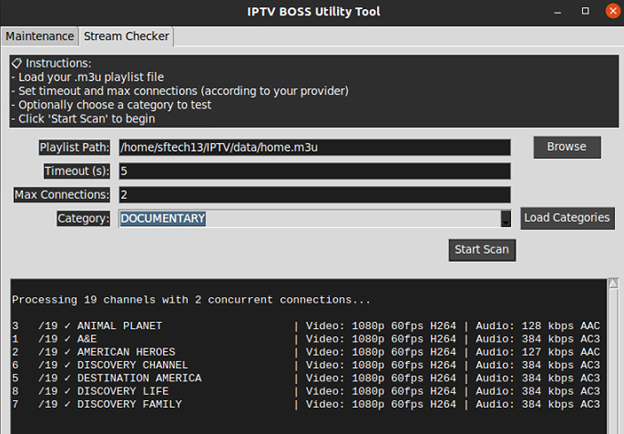 IPTV BOSS Utility Tool
Maintenance Stream Checker
Instructions:
- Load your .m3u playlist file
- Set timeout and max connections (according to your provider)
- Optionally choose a category to test
- Click 'Start Scan' to begin
Playlist Path: /home/sftech13/IPTV/data/home.m3u Browse
Timeout (s): 5
Max Connections: 2
Category: DOCUMENTARY Load Categories
Start Scan
Processing 19 channels with 2 concurrent connections...
3 /19 ✓ ANIMAL PLANET | Video: 1080p 60fps H264 | Audio: 128 kbps AAC
1 /19 ✓ A&E | Video: 1080p 60fps H264 | Audio: 384 kbps AC3
2 /19 ✓ AMERICAN HEROES | Video: 1080p 60fps H264 | Audio: 127 kbps AAC
6 /19 ✓ DISCOVERY CHANNEL | Video: 1080p 60fps H264 | Audio: 384 kbps AC3
5 /19 ✓ DESTINATION AMERICA | Video: 1080p 60fps H264 | Audio: 384 kbps AC3
8 /19 ✓ DISCOVERY LIFE | Video: 1080p 60fps H264 | Audio: 384 kbps AC3
7 /19 ✓ DISCOVERY FAMILY | Video: 1080p 60fps H264 | Audio: 384 kbps AC3